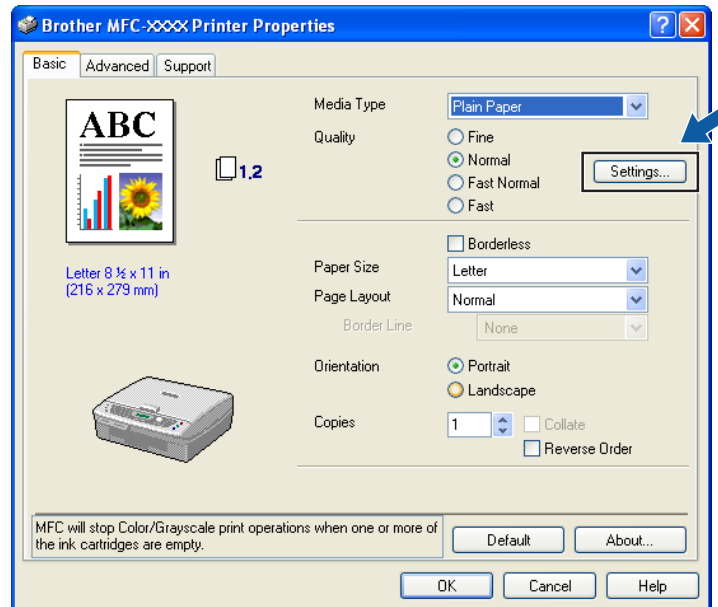 Brother MFC-XXXX Printer Properties
Basic Advanced Support
ABC
1.2
Letter 8 ½ x 11 in
(216 x 279 mm)
Media Type Plain Paper
Quality Fine
Normal
Fast Normal
Fast
Settings...
Borderless
Paper Size Letter
Page Layout Normal
Border Line None
Orientation Portrait
Landscape
Copies 1 Collate
Reverse Order
MFC will stop Color/Grayscale print operations when one or more of
the ink cartridges are empty.
Default About...
OK Cancel Help